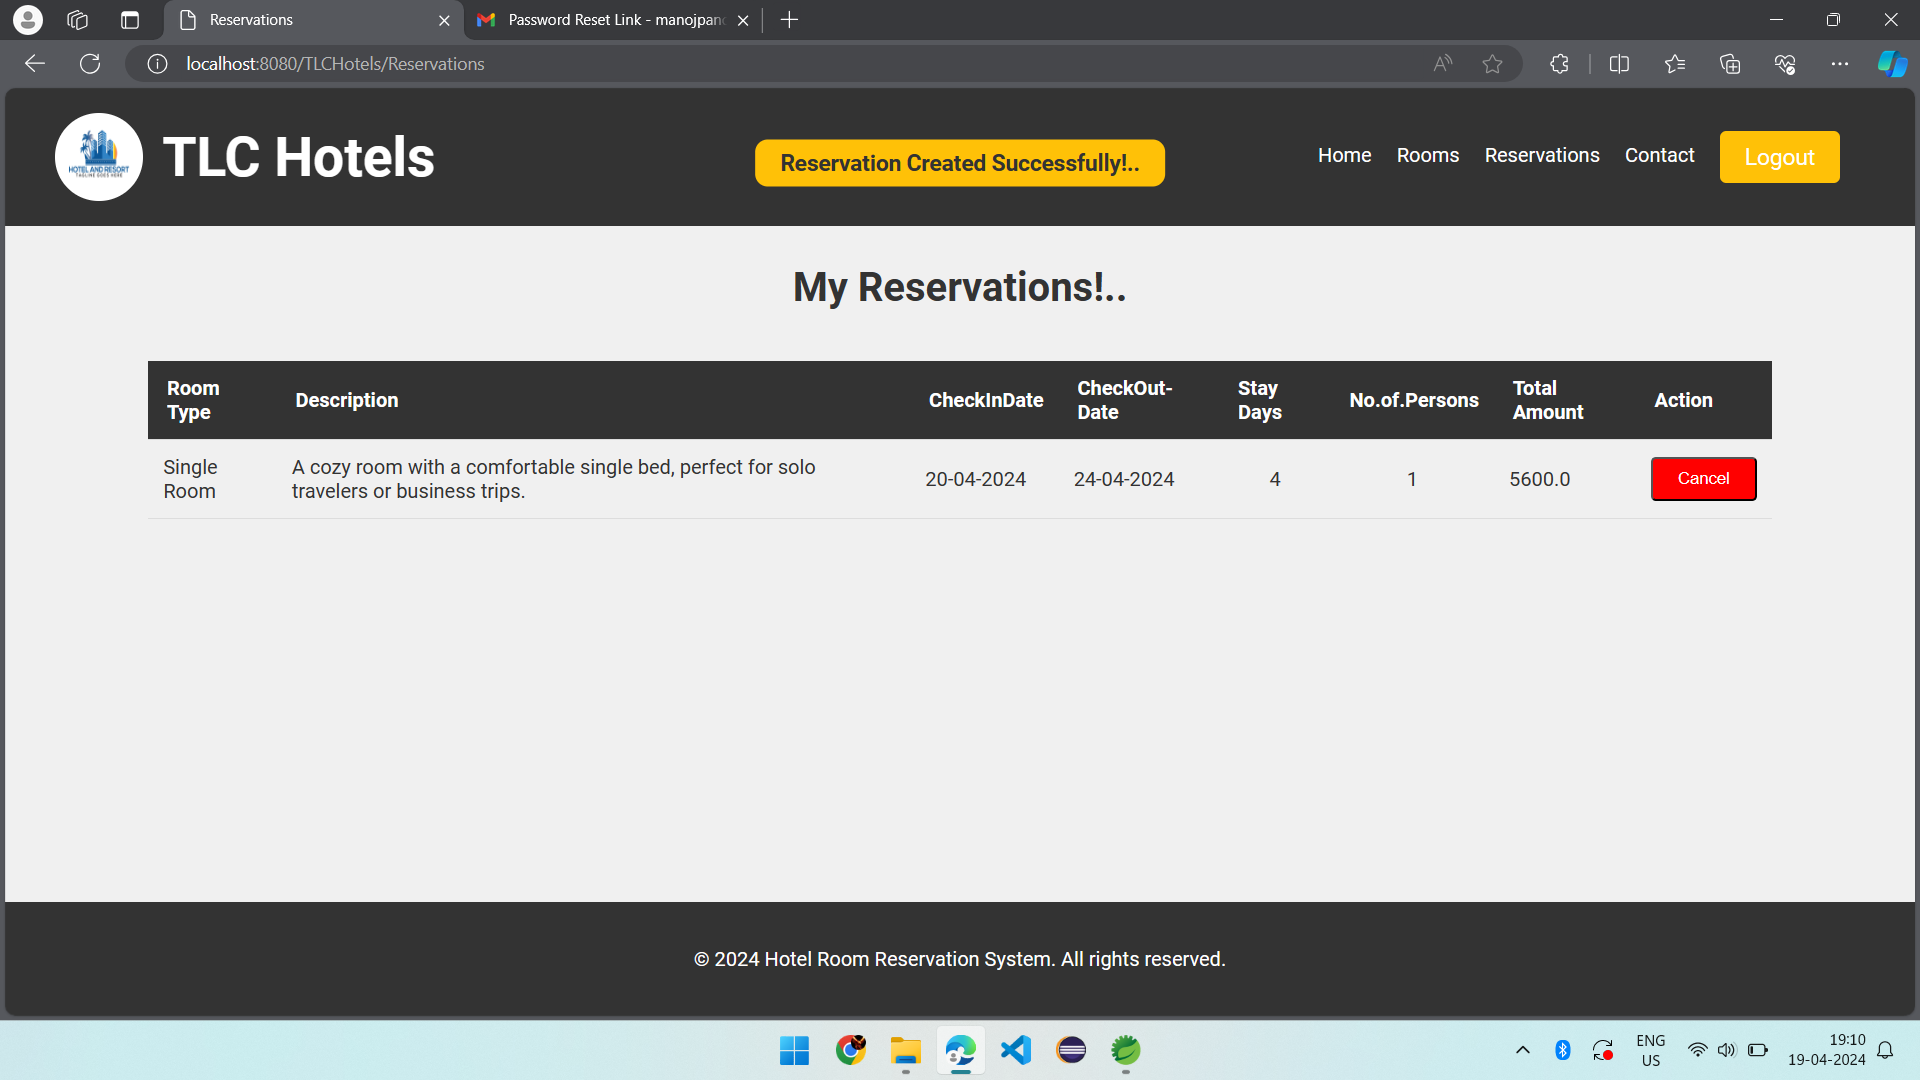 Reservations
Password Reset Link - manojpan
localhost:8080/TLCHotels/Reservations
HOTEL AND RESORT
TAGLINE GOES HERE
TLC Hotels
Reservation Created Successfully!..
Home
Rooms
Reservations
Contact
Logout
My Reservations!..
Room Type
Description
CheckInDate
CheckOut-Date
Stay Days
No.of.Persons
Total Amount
Action
Single Room
A cozy room with a comfortable single bed, perfect for solo
travelers or business trips.
20-04-2024
24-04-2024
4
1
5600.0
Cancel
© 2024 Hotel Room Reservation System. All rights reserved.
ENG
US
19:10
19-04-2024